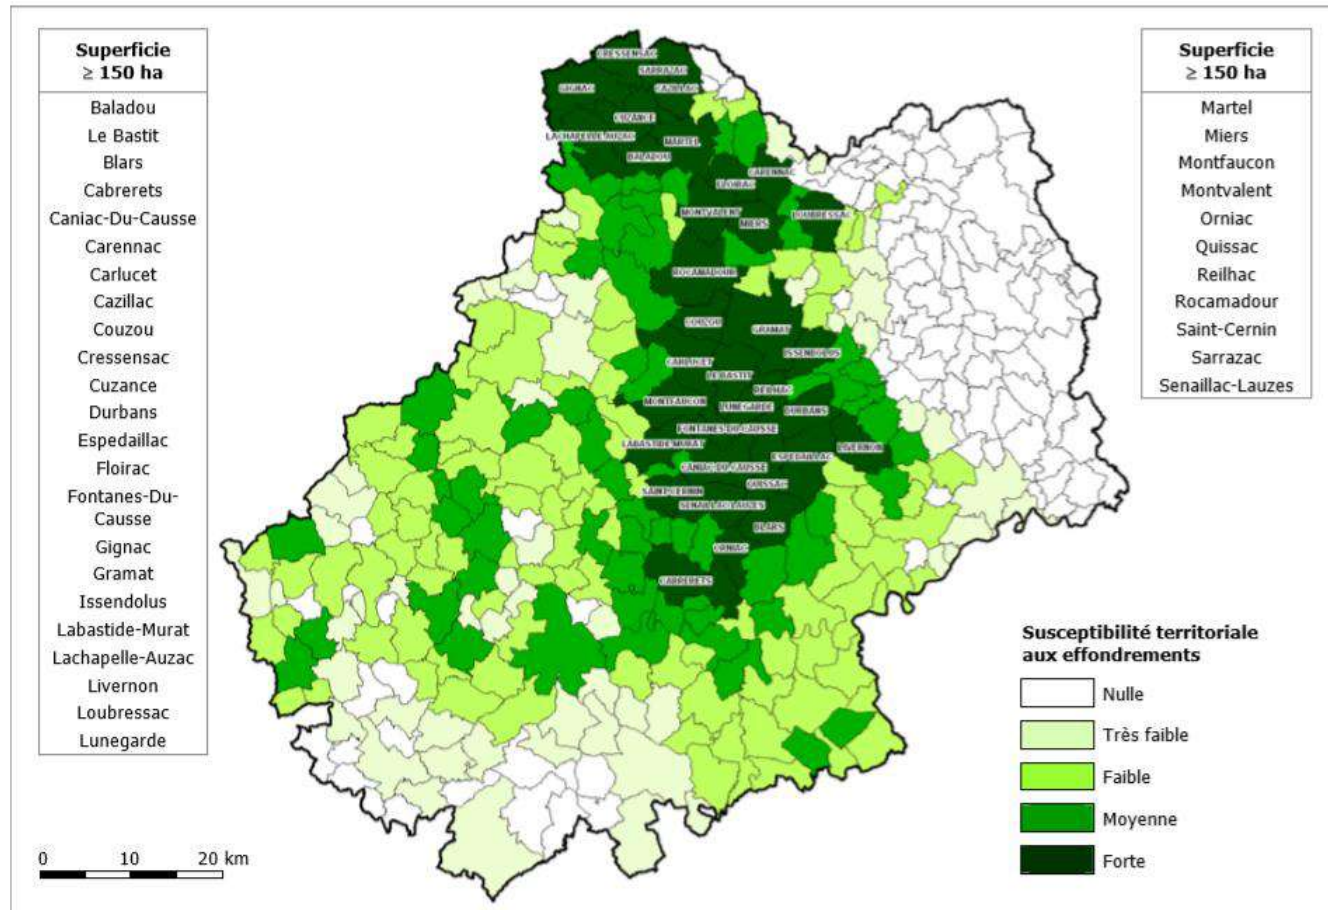 Superficie
≥ 150 ha
Baladou
Le Bastit
Blars
Cabrerets
Caniac-Du-Causse
Carennac
Carlucet
Cazillac
Couzou
Cressensac
Cuzance
Durbans
Espedaillac
Floirac
Fontanes-Du-
Causse
Gignac
Gramat
Issendolus
Labastide-Murat
Lachapelle-Auzac
Livernon
Loubressac
Lunegarde
CRESSENSAC
SARRAZAC
GIGNAC
CAZILLAC
CUZANCE
LACHAPELLE-AUZAC
MARTEL
BALADOU
CARENNAC
FLOIRAC
MONTVALENT
LOUBRESSAC
MIERS
ROCAMADOUR
COUZOU
GRAMAT
ISSENDOLUS
CARLUCET
LE BASTIT
REILHAC
MONTFAUCON
LUNEGARDE
DURBANS
FONTANES-DU-CAUSSE
LABASTIDE-MURAT
LIVERNON
ESPEDAILLAC
CANIAC-DU-CAUSSE
QUISSAC
SAINT-CERNIN
SENAILLAC-LAUZES
BLARS
ORNIAC
CABRERETS
Superficie
≥ 150 ha
Martel
Miers
Montfaucon
Montvalent
Orniac
Quissac
Reilhac
Rocamadour
Saint-Cernin
Sarrazac
Senaillac-Lauzes
Susceptibilité territoriale
aux effondrements
Nulle
Très faible
Faible
Moyenne
Forte
0 10 20 km